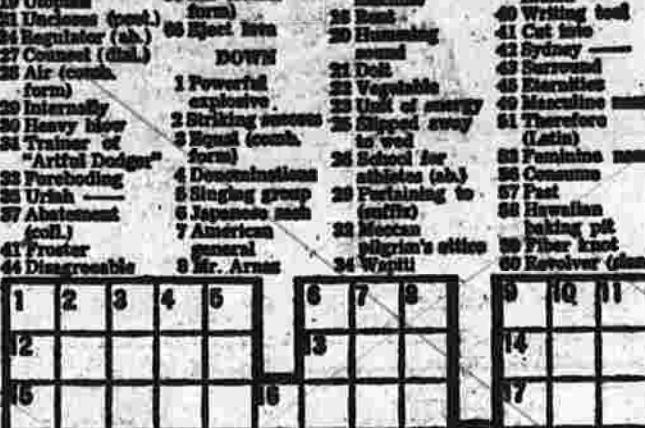 19 Utopian
21 Uncloses (poet.)
24 Regulator (ab.)
27 Counsel (dial.)
28 Air (comb.
form)
29 Internally
30 Heavy blow
31 Trainer of
"Artful Dodger"
32 Foreboding
35 Uriah
37 Abatement
(coll.)
41 Froster
44 Disagreeable
form)
66 Eject lava
DOWN
1 Powerful
explosive
2 Striking success
3 Equal (comb.
form)
4 Denominations
5 Singing group
6 Japanese sash
7 American
general
8 Mr. Arnaz
20 Humming
sound
21 Dolt
22 Vegetable
23 Unit of energy
25 Slipped away
to wed
26 School for
athletes (ab.)
29 Pertaining to
(suffix)
32 Meccan
pilgrim's
34 Wapiti
40 Writing tool
41 Cut into
42 Sydney
43 Surround
45 Eternities
49 Masculine
51 Therefore
(Latin)
53 Feminine
56 Consume
57 Past
58 Hawaiian
baking pit
59 Fiber knot
60 Revolver
1 2 3 4 5 6 7 8 9 10 11
12 13 14
15 16 17